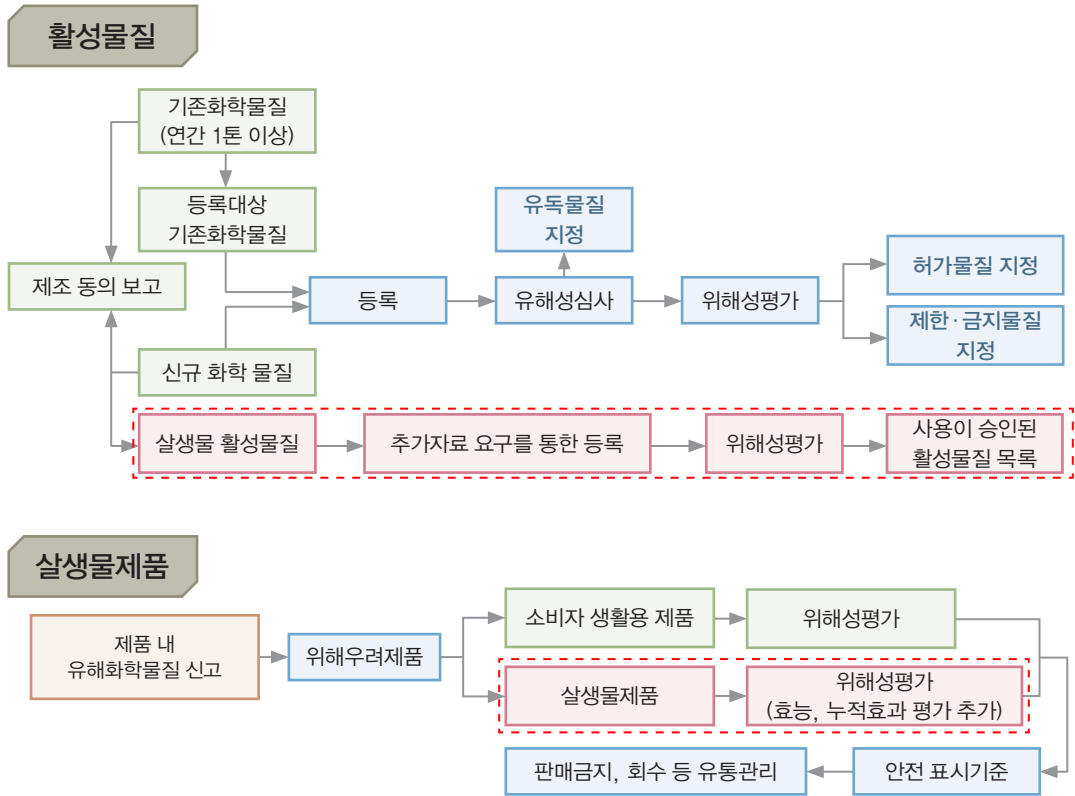 활성물질
기존화학물질
(연간 1톤 이상)
등록대상
기존화학물질
유독물질
지정
제조 동의 보고
등록
유해성심사
위해성평가
허가물질 지정
제한·금지물질
지정
신규 화학 물질
살생물 활성물질
추가자료 요구를 통한 등록
위해성평가
사용이 승인된
활성물질 목록
살생물제품
제품 내
유해화학물질 신고
위해우려제품
소비자 생활용 제품
위해성평가
살생물제품
위해성평가
(효능, 누적효과 평가 추가)
판매금지, 회수 등 유통관리
안전 표시기준